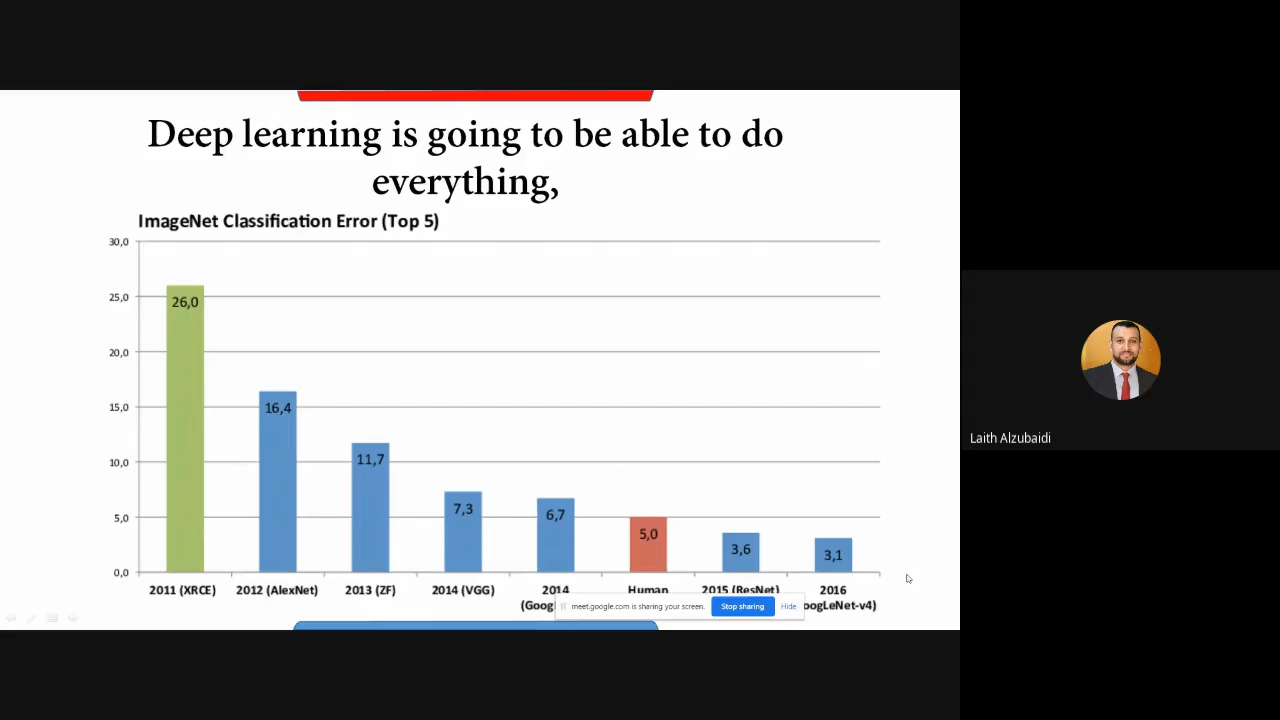 Deep learning is going to be able to do
everything,
ImageNet Classification Error (Top 5)
30,0
25,0
20,0
15,0
10,0
5,0
0,0
26,0
16,4
11,7
7,3
6,7
5,0
3,6
3,1
2011 (XRCE)
2012 (AlexNet)
2013 (ZF)
2014 (VGG)
2014
(Goog
Human
2015 (ResNet)
2016
oogLeNet-v4)
meet.google.com is sharing your screen.
Stop sharing
Hide
Laith Alzubaidi